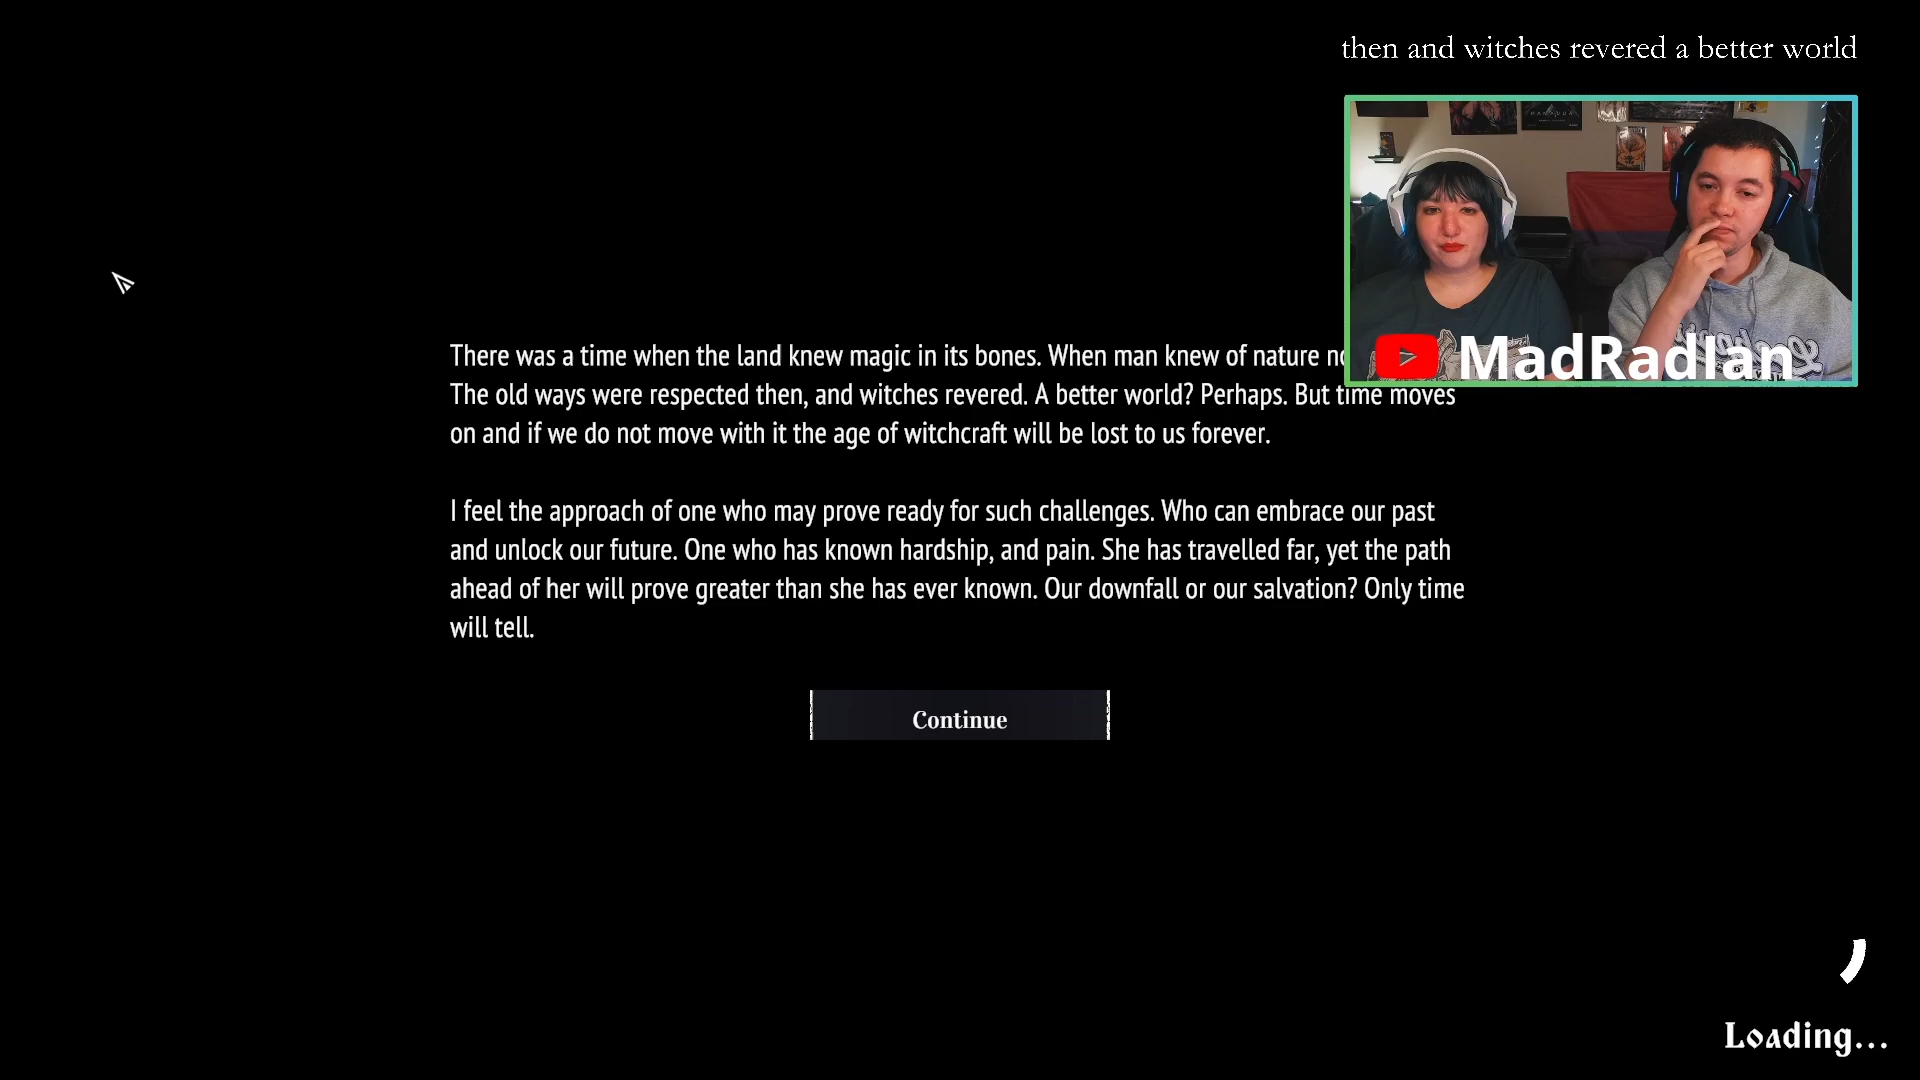 then and witches revered a better world
There was a time when the land knew magic in its bones. When man knew of nature
MadRadIan
The old ways were respected then, and witches revered. A better world? Perhaps. But time moves
on and if we do not move with it the age of witchcraft will be lost to us forever.
I feel the approach of one who may prove ready for such challenges. Who can embrace our past
and unlock our future. One who has known hardship, and pain. She has travelled far, yet the path
ahead of her will prove greater than she has ever known. Our downfall or our salvation? Only time
will tell.
Continue
Loading...